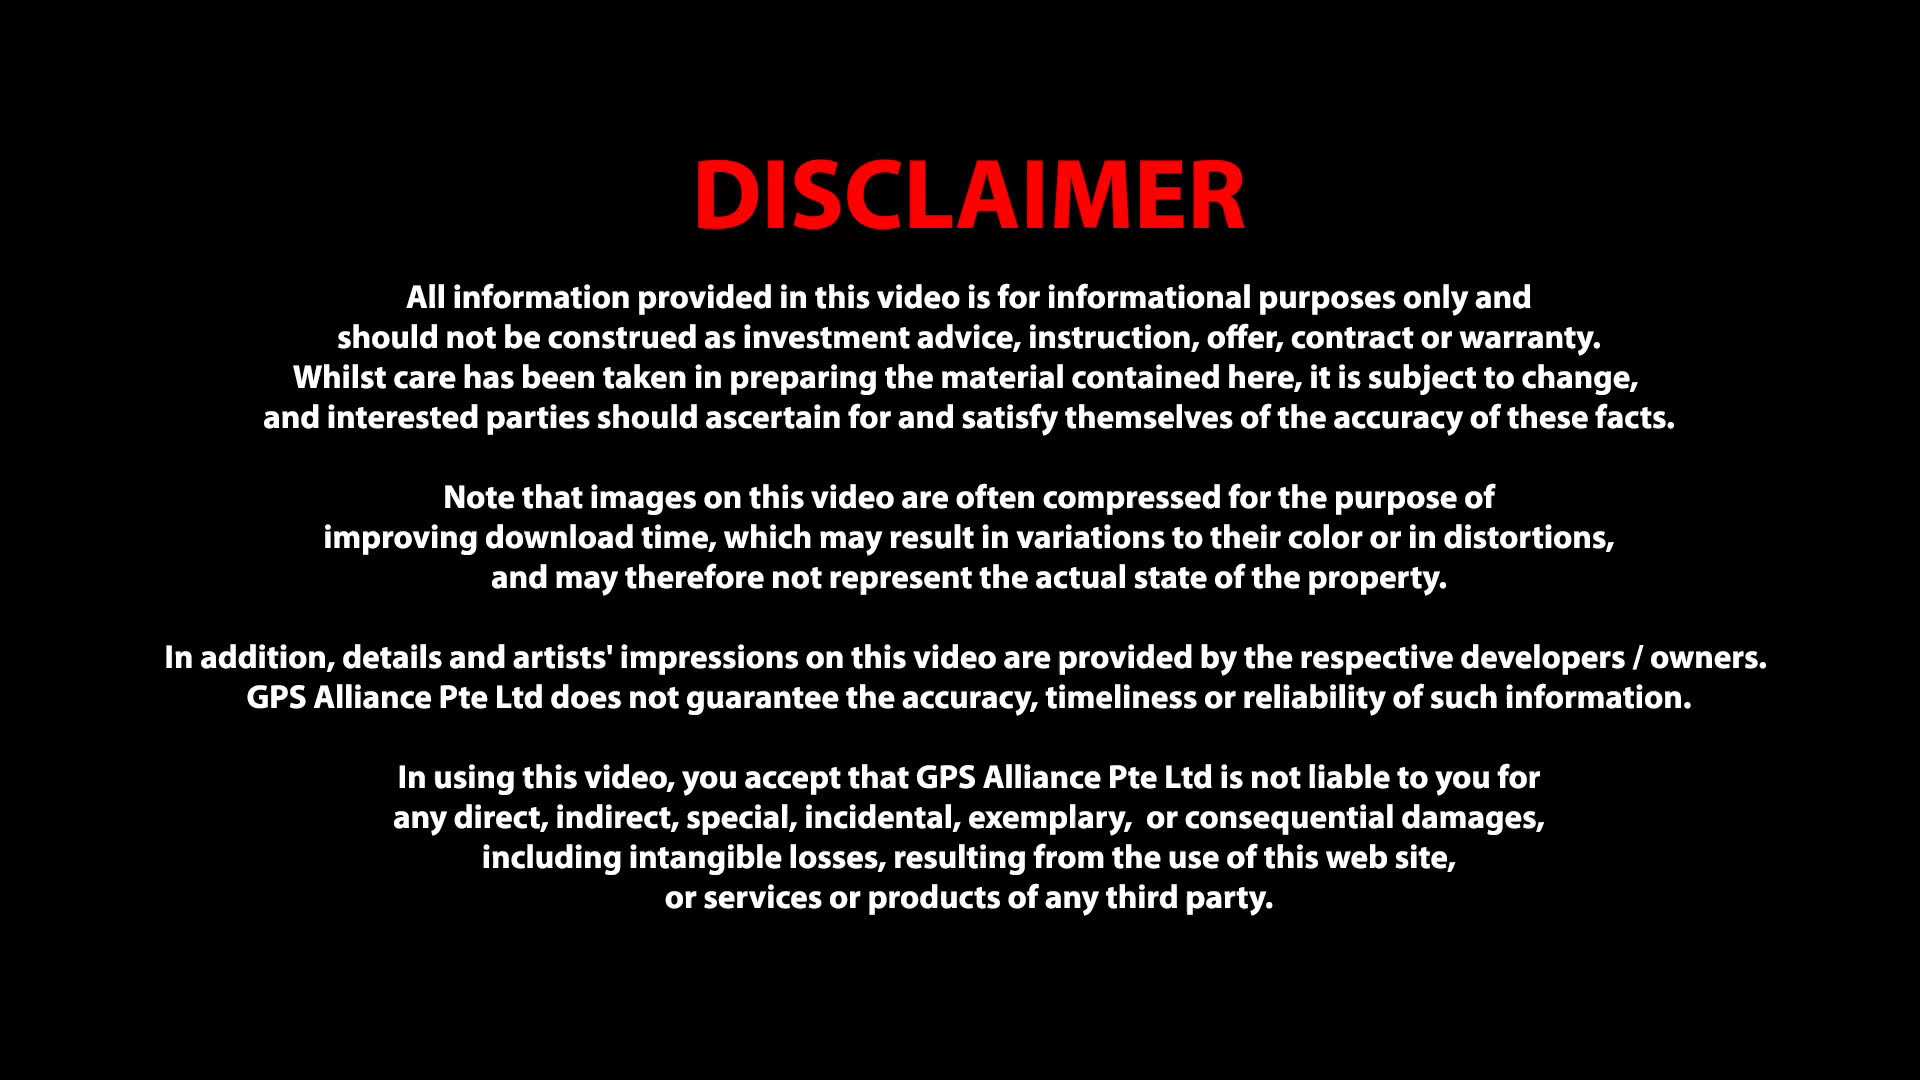 DISCLAIMER
All information provided in this video is for informational purposes only and
should not be construed as investment advice, instruction, offer, contract or warranty.
Whilst care has been taken in preparing the material contained here, it is subject to change,
and interested parties should ascertain for and satisfy themselves of the accuracy of these facts.
Note that images on this video are often compressed for the purpose of
improving download time, which may result in variations to their color or in distortions,
and may therefore not represent the actual state of the property.
In addition, details and artists' impressions on this video are provided by the respective developers / owners.
GPS Alliance Pte Ltd does not guarantee the accuracy, timeliness or reliability of such information.
In using this video, you accept that GPS Alliance Pte Ltd is not liable to you for
any direct, indirect, special, incidental, exemplary,  or consequential damages,
including intangible losses, resulting from the use of this web site,
or services or products of any third party.